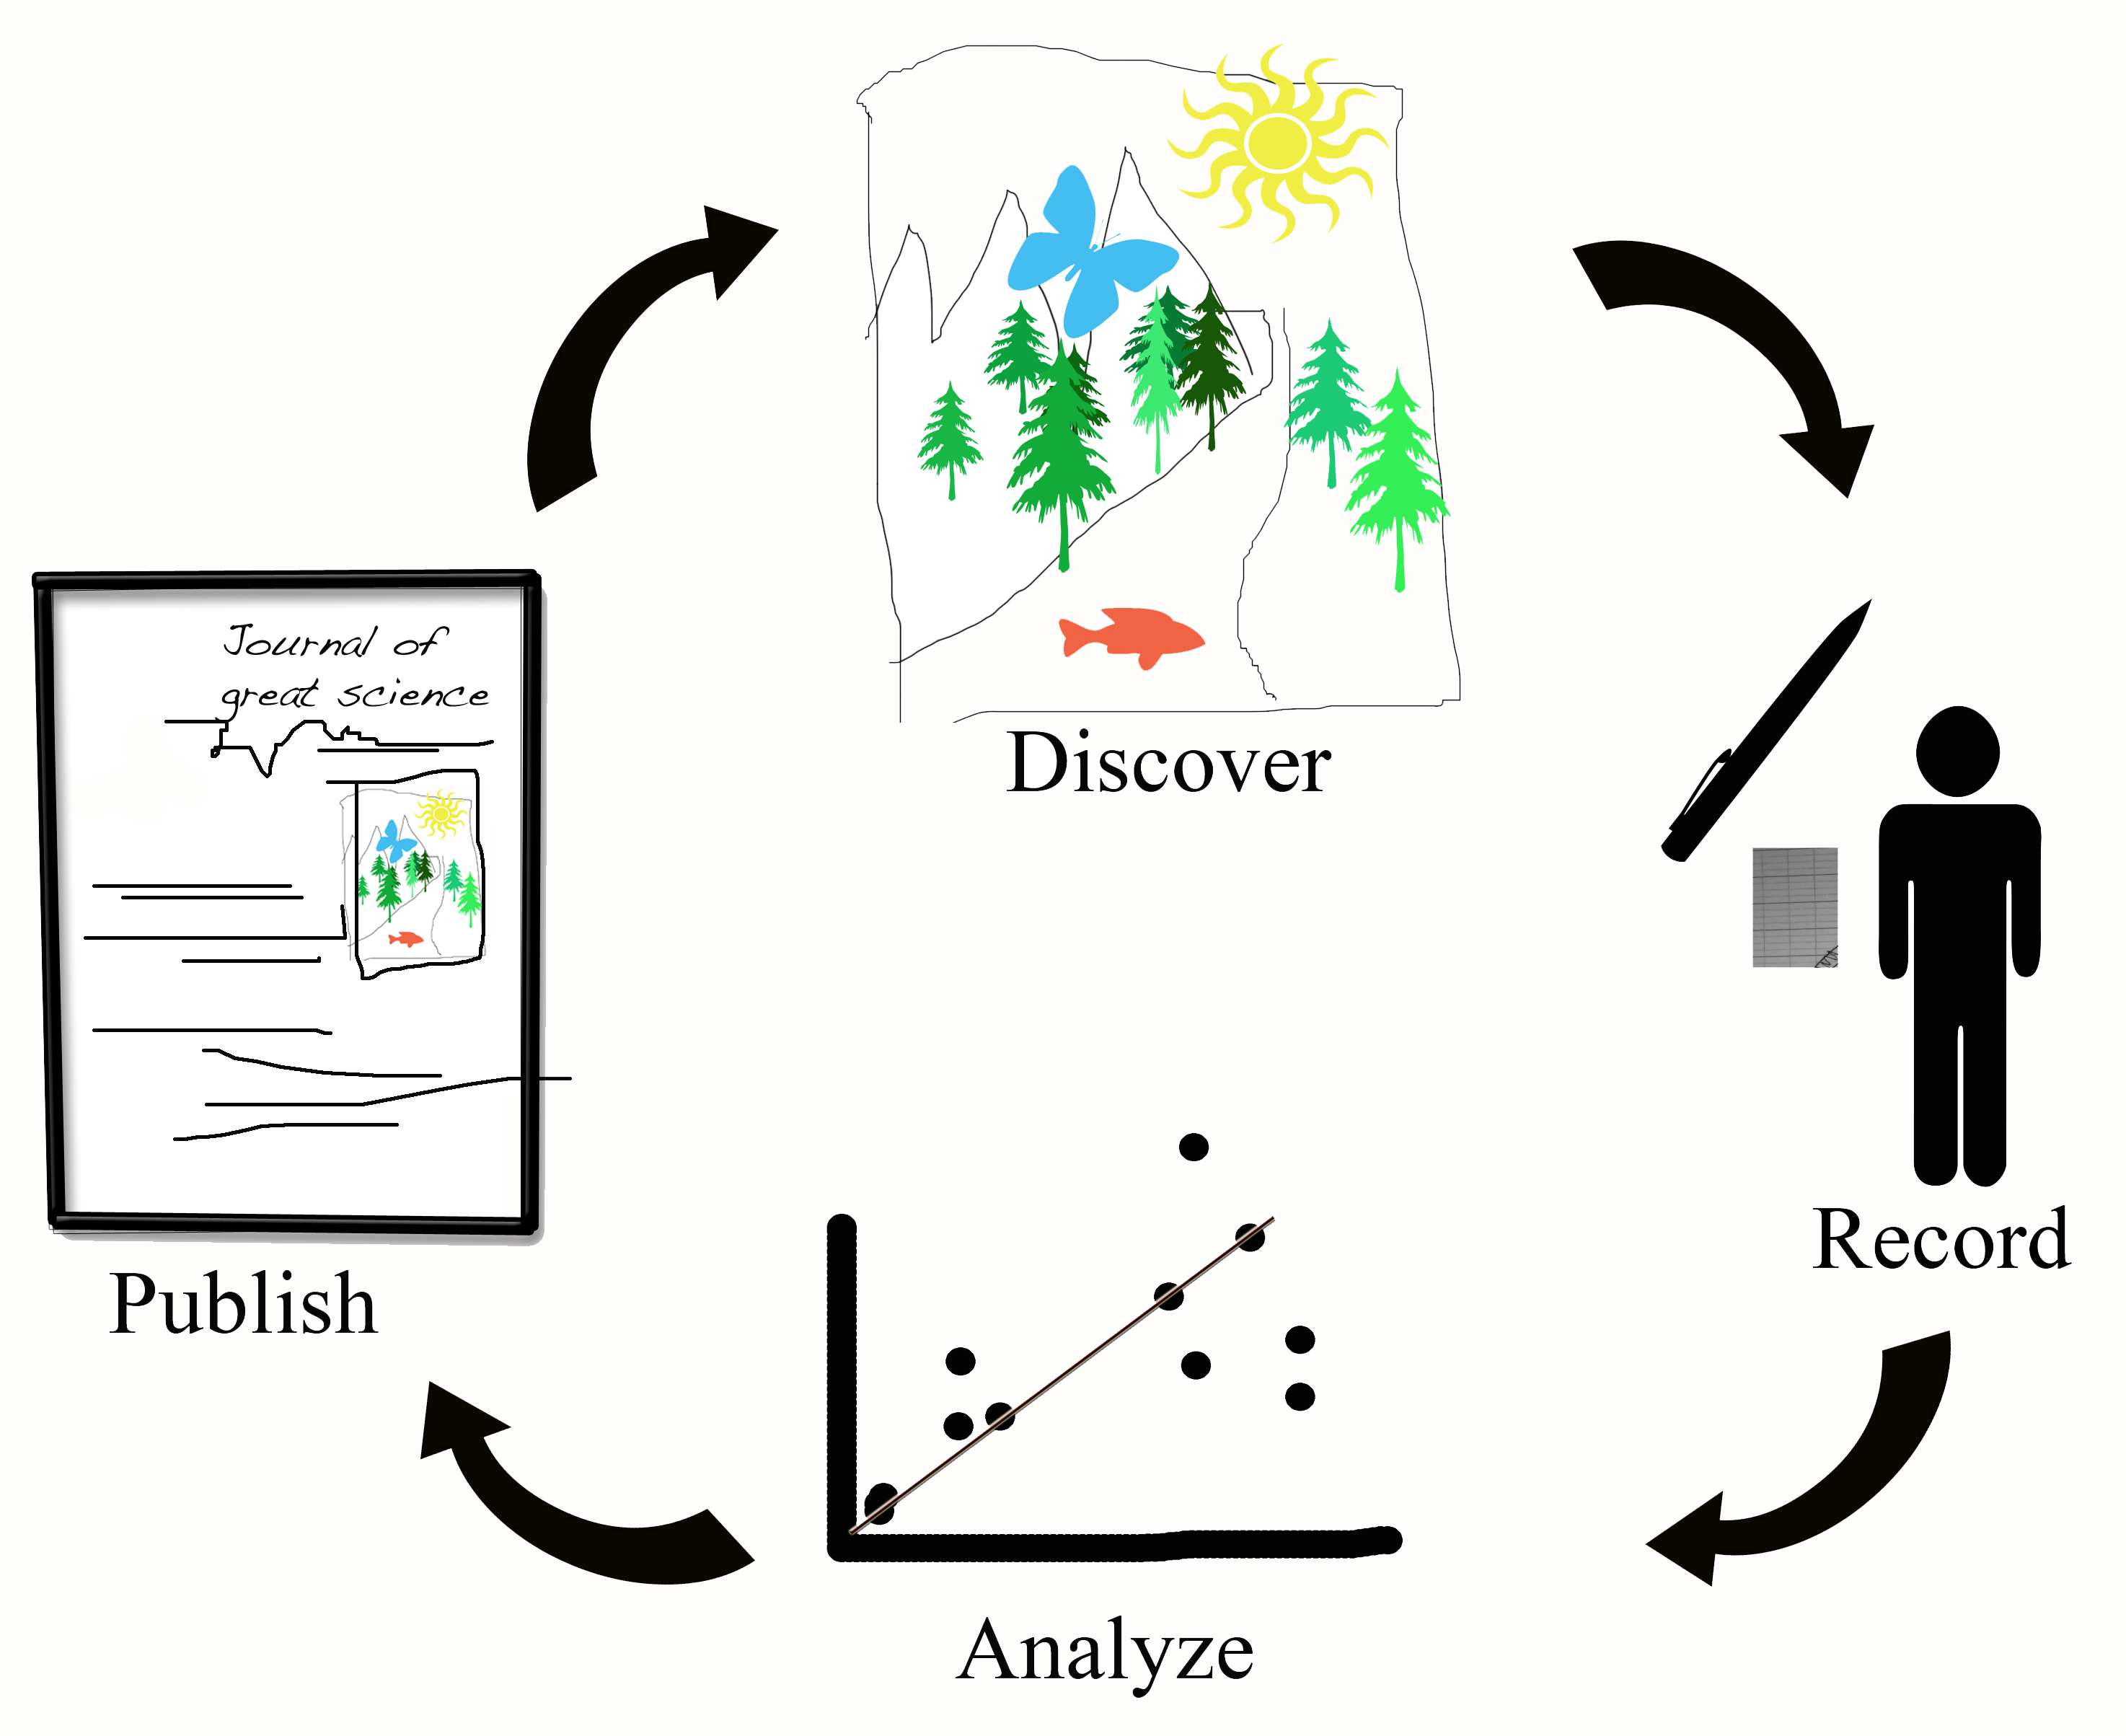 Discover
Journal of
great science
Record
Publish
Analyze